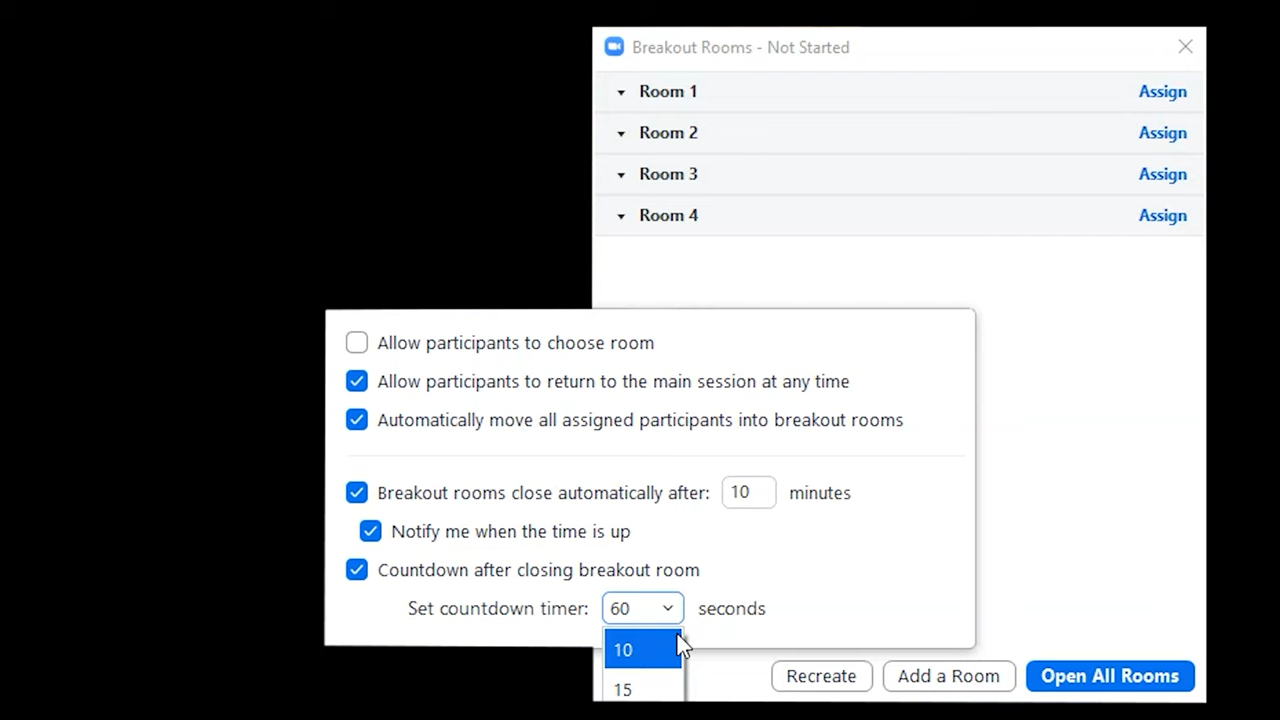 Breakout Rooms - Not Started
Room 1 Assign
Room 2 Assign
Room 3 Assign
Room 4 Assign
Allow participants to choose room
Allow participants to return to the main session at any time
Automatically move all assigned participants into breakout rooms
Breakout rooms close automatically after: 10 minutes
Notify me when the time is up
Countdown after closing breakout room
Set countdown timer: 60 seconds
10
15
Recreate Add a Room Open All Rooms